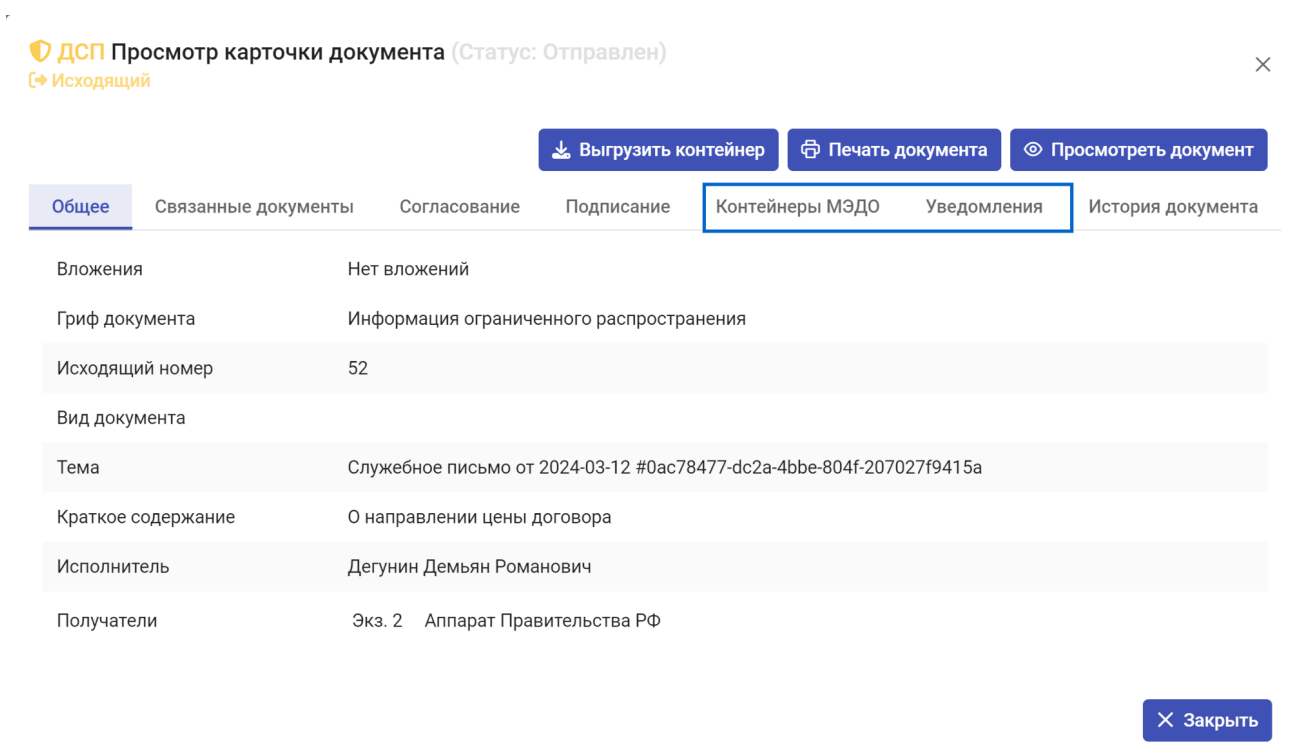 ДСП Просмотр карточки документа (Статус: Отправлен)
Исходящий
Выгрузить контейнер Печать документа Просмотреть документ
Общее Связанные документы Согласование Подписание Контейнеры МЭДО Уведомления История документа
Вложения Нет вложений
Гриф документа Информация ограниченного распространения
Исходящий номер 52
Вид документа
Тема Служебное письмо от 2024-03-12 #0ac78477-dc2a-4bbe-804f-207027f9415a
Краткое содержание О направлении цены договора
Исполнитель Дегунин Демьян Романович
Получатели Экз. 2 Аппарат Правительства РФ
Закрыть